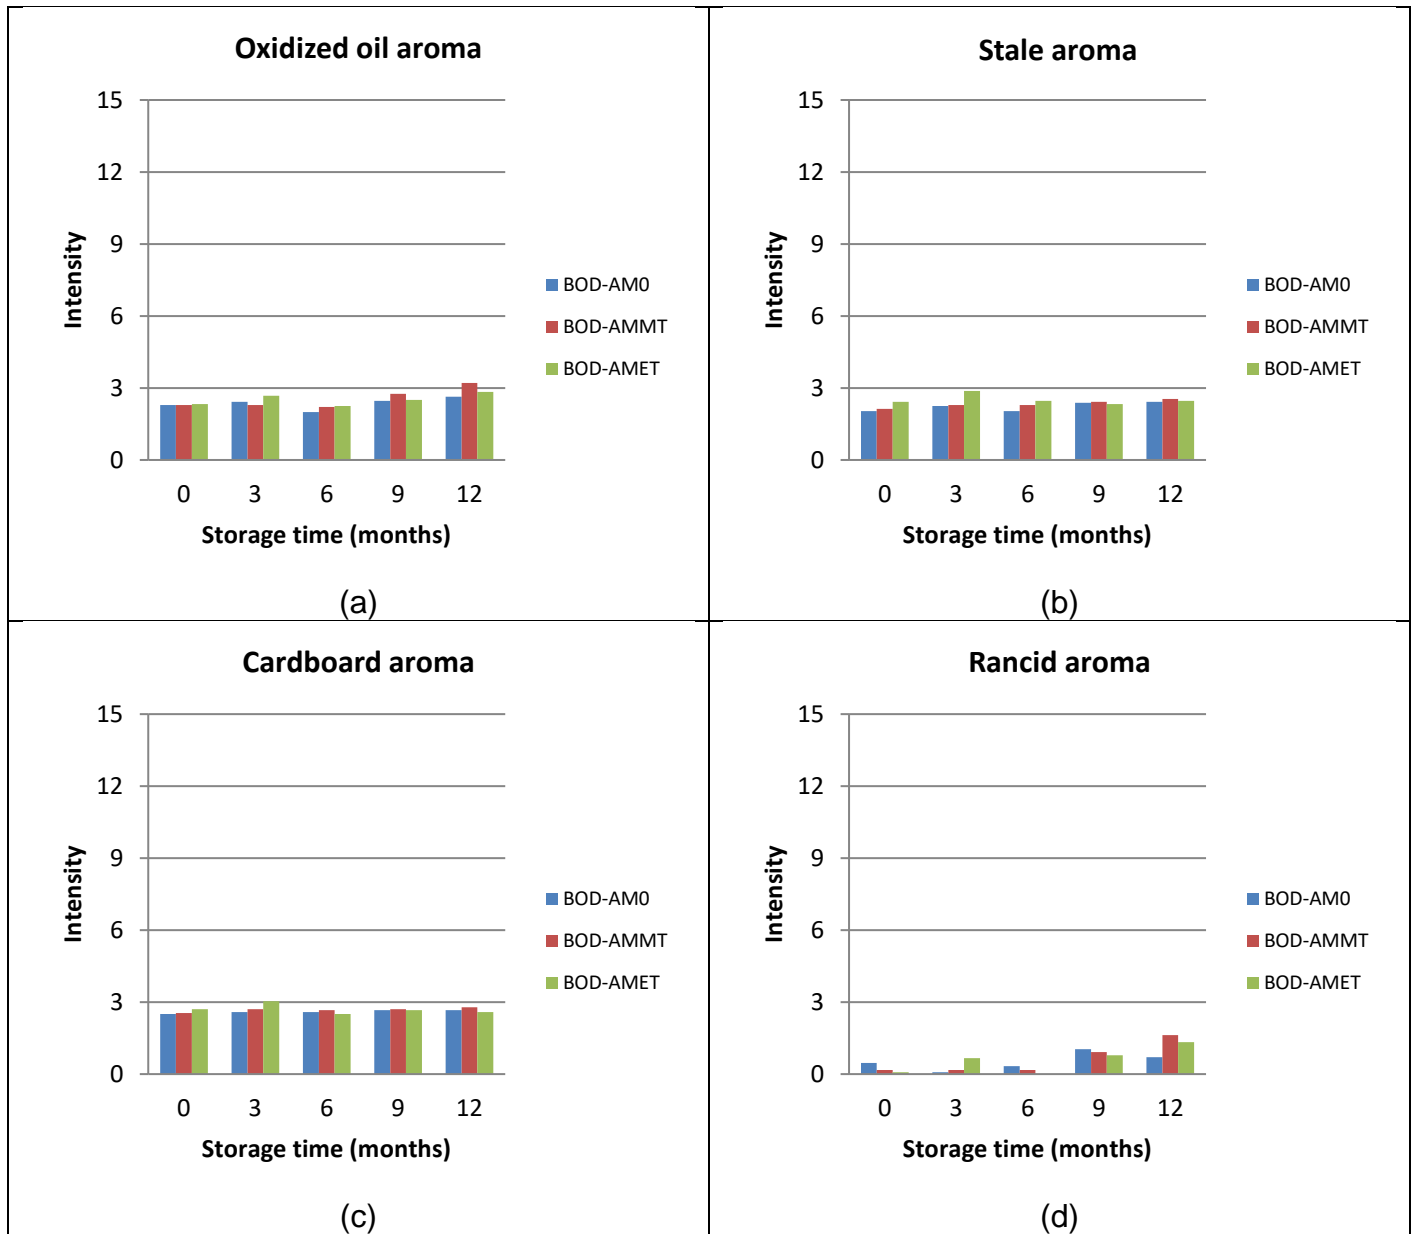 Oxidized oil aroma
15
12
9
6
3
0
Intensity
0 3 6 9 12
Storage time (months)
BOD-AM0
BOD-AMMT
BOD-AMET
(a)
Stale aroma
15
12
9
6
3
0
Intensity
0 3 6 9 12
Storage time (months)
BOD-AM0
BOD-AMMT
BOD-AMET
(b)
Cardboard aroma
15
12
9
6
3
0
Intensity
0 3 6 9 12
Storage time (months)
BOD-AM0
BOD-AMMT
BOD-AMET
(c)
Rancid aroma
15
12
9
6
3
0
Intensity
0 3 6 9 12
Storage time (months)
BOD-AM0
BOD-AMMT
BOD-AMET
(d)